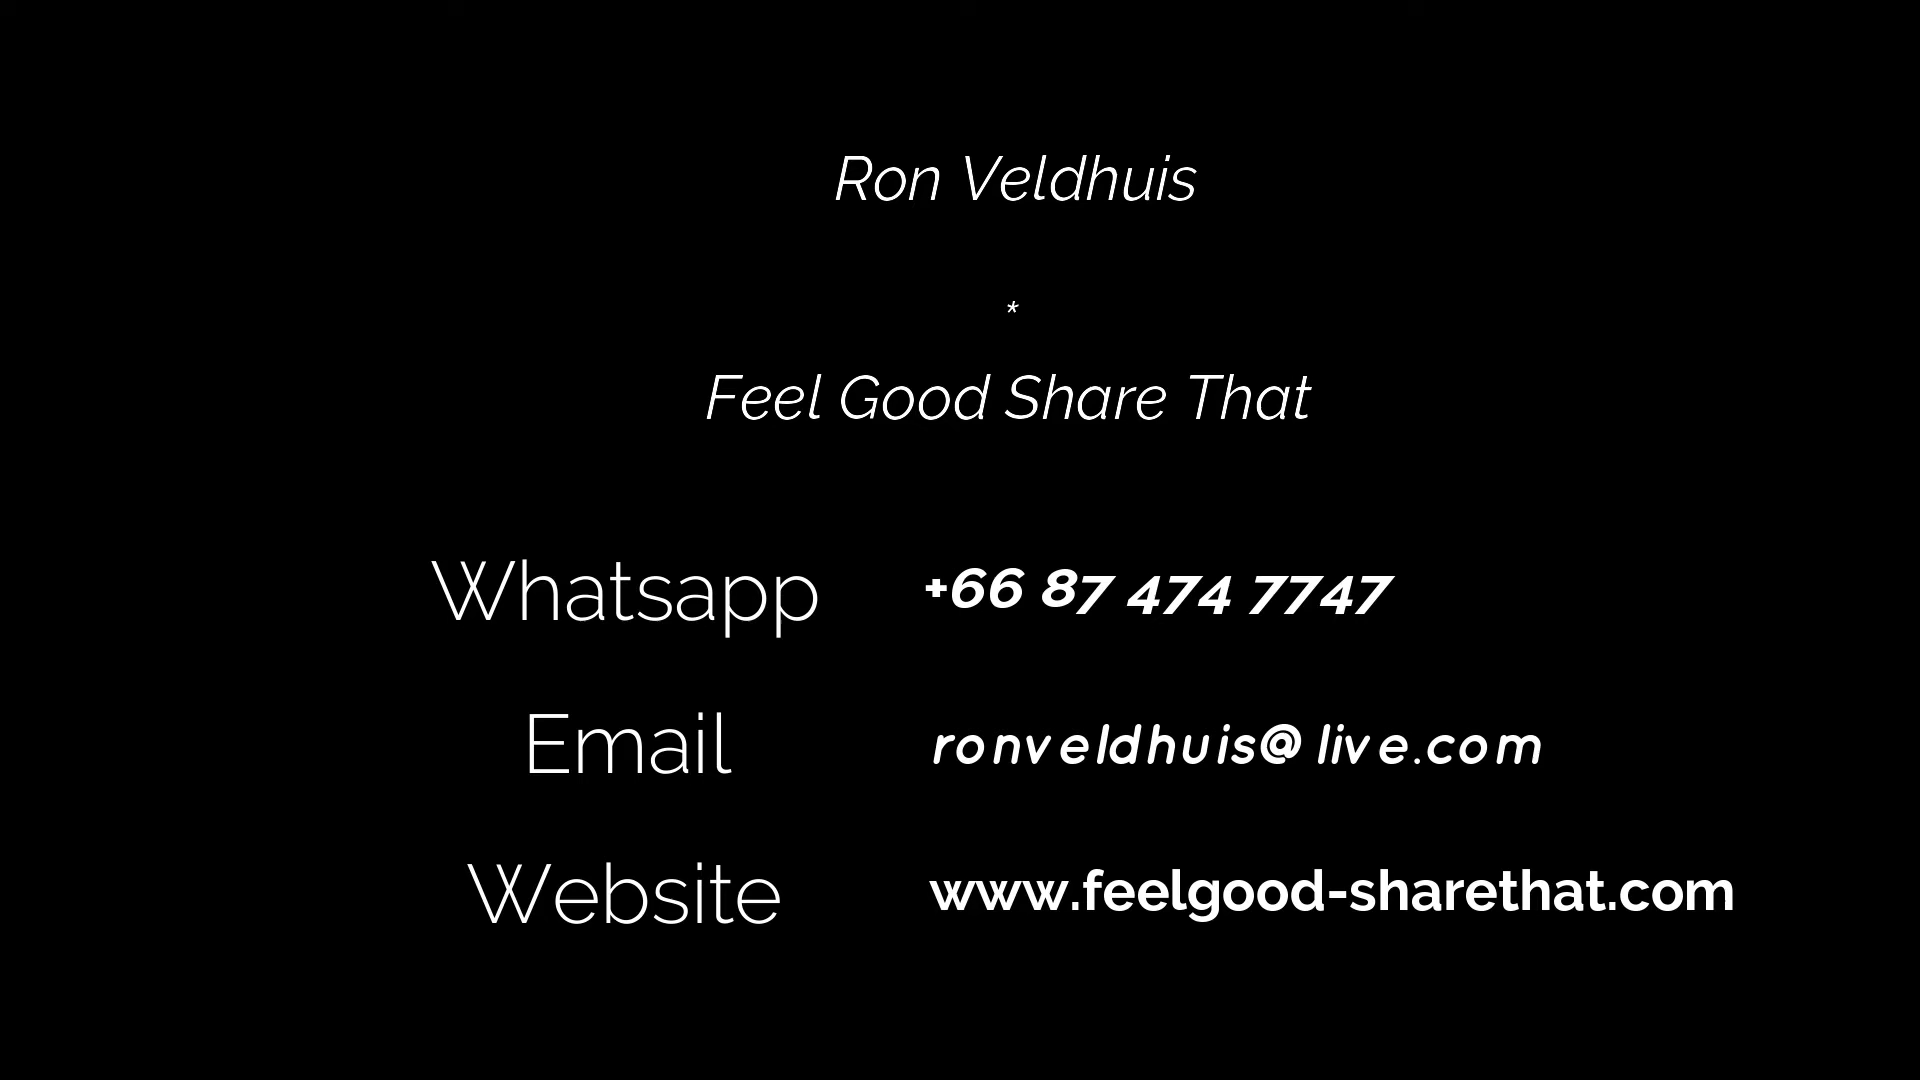 Ron Veldhuis
*
Feel Good Share That
Whatsapp +66 87 474 7747
Email ronveldhuis@live.com
Website www.feelgood-sharethat.com